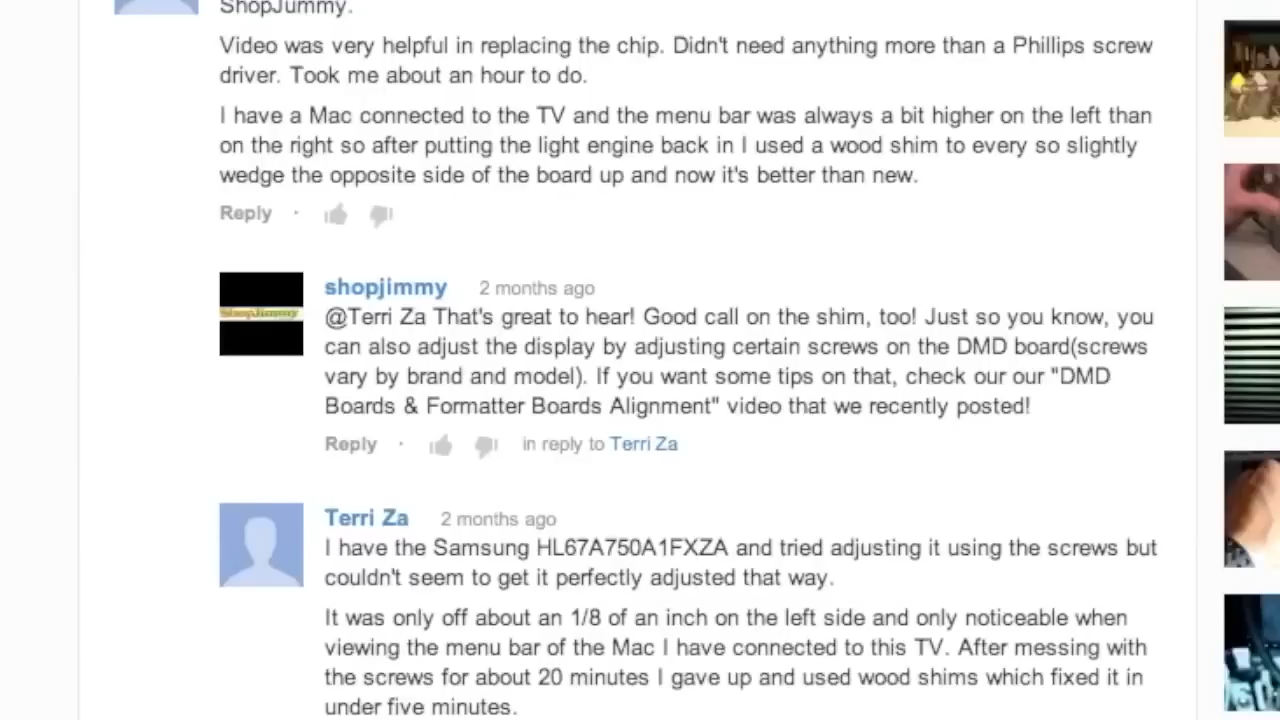 ShopJummy.
Video was very helpful in replacing the chip. Didn't need anything more than a Phillips screw
driver. Took me about an hour to do.
I have a Mac connected to the TV and the menu bar was always a bit higher on the left than
on the right so after putting the light engine back in I used a wood shim to every so slightly
wedge the opposite side of the board up and now it's better than new.
Reply ·
ShopJimmy
shopjimmy 2 months ago
@Terri Za That's great to hear! Good call on the shim, too! Just so you know, you
can also adjust the display by adjusting certain screws on the DMD board(screws
vary by brand and model). If you want some tips on that, check our our "DMD
Boards & Formatter Boards Alignment" video that we recently posted!
Reply · in reply to Terri Za
Terri Za 2 months ago
I have the Samsung HL67A750A1FXZA and tried adjusting it using the screws but
couldn't seem to get it perfectly adjusted that way.
It was only off about an 1/8 of an inch on the left side and only noticeable when
viewing the menu bar of the Mac I have connected to this TV. After messing with
the screws for about 20 minutes I gave up and used wood shims which fixed it in
under five minutes.